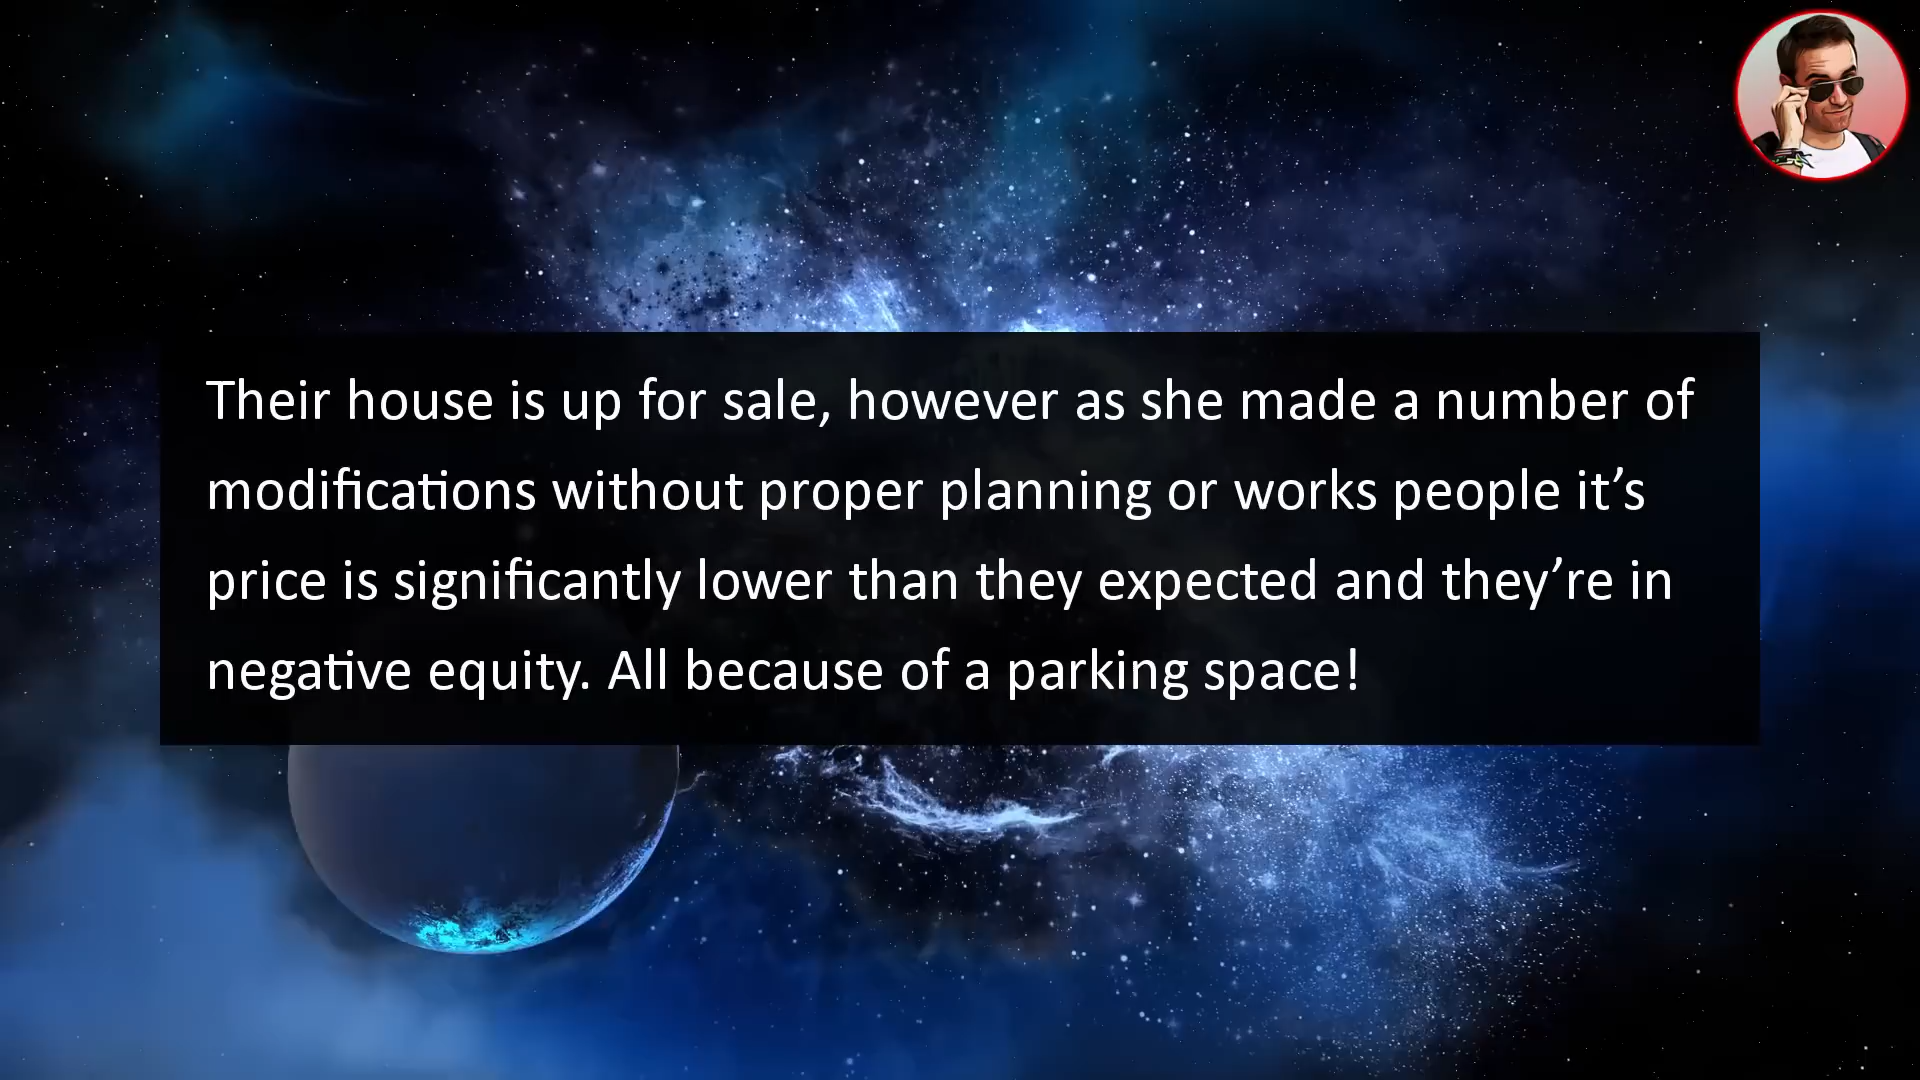 Their house is up for sale, however as she made a number of
modifications without proper planning or works people it’s
price is significantly lower than they expected and they’re in
negative equity. All because of a parking space!